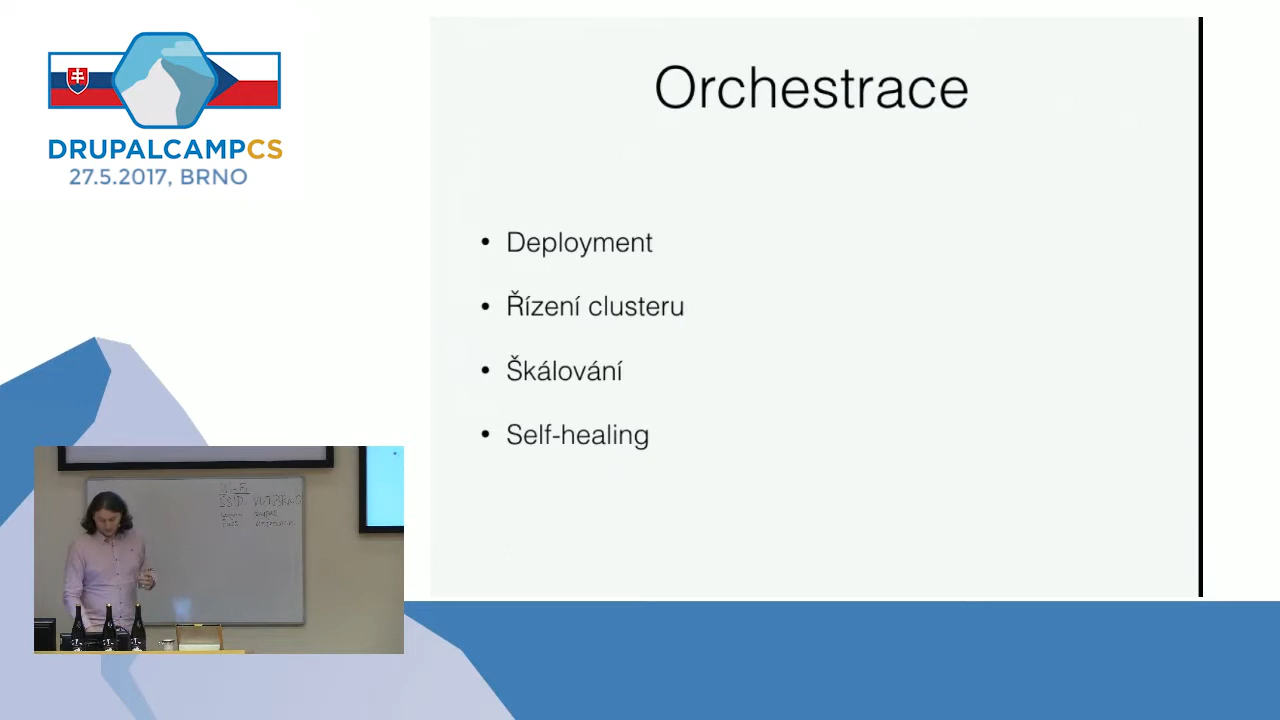 DRUPALCAMPCS
27.5.2017, BRNO
Orchestrace
• Deployment
• Řízení clusteru
• Škálování
• Self-healing